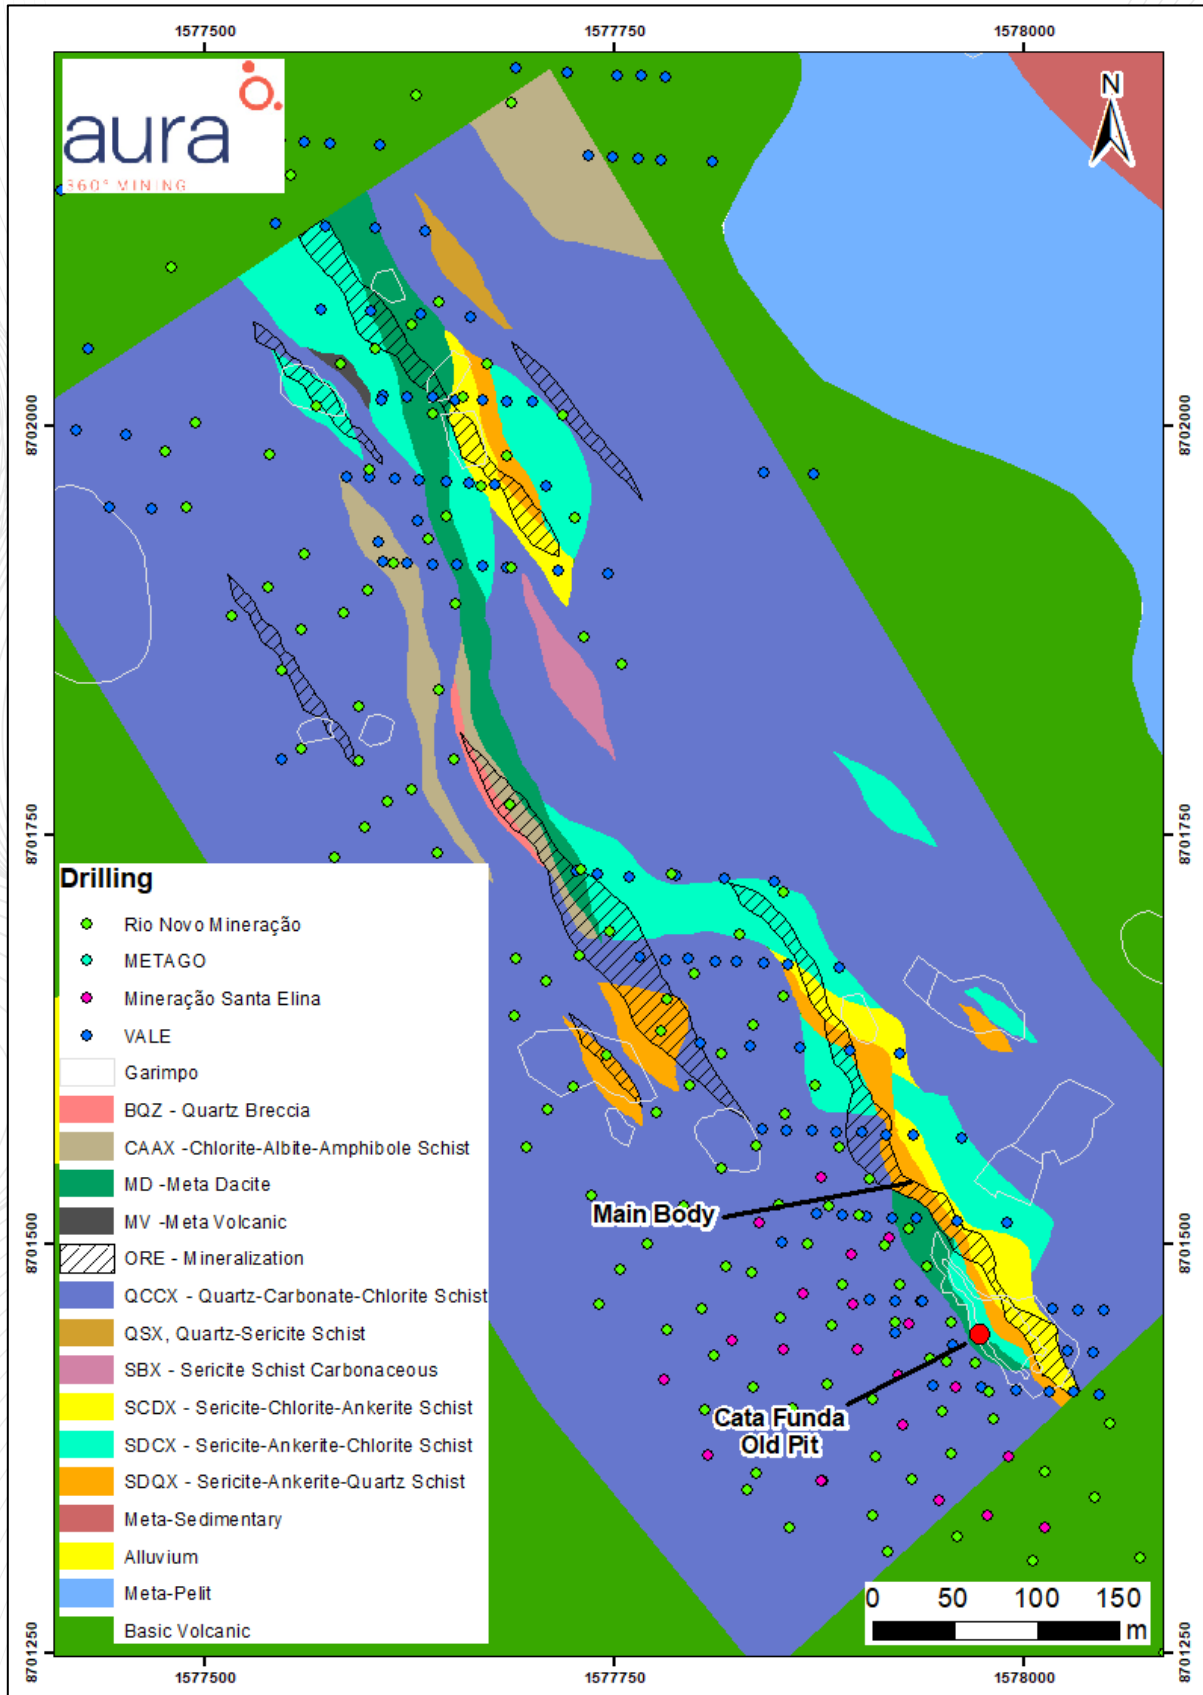 1577500
1577750
1578000
aura
360° MINING
N
8702000
8702000
8701750
8701750
Drilling
Rio Novo Mineração
METAGO
Mineração Santa Elina
VALE
Garimpo
BQZ - Quartz Breccia
CAAX -Chlorite-Albite-Amphibole Schist
MD -Meta Dacite
MV -Meta Volcanic
ORE - Mineralization
QCCX - Quartz-Carbonate-Chlorite Schist
QSX, Quartz-Sericite Schist
SBX - Sericite Schist Carbonaceous
SCDX - Sericite-Chlorite-Ankerite Schist
SDCX - Sericite-Ankerite-Chlorite Schist
SDQX - Sericite-Ankerite-Quartz Schist
Meta-Sedimentary
Alluvium
Meta-Pelit
Basic Volcanic
Main Body
Cata Funda
Old Pit
8701500
8701500
0 50 100 150
m
8701250
8701250
1577500
1577750
1578000